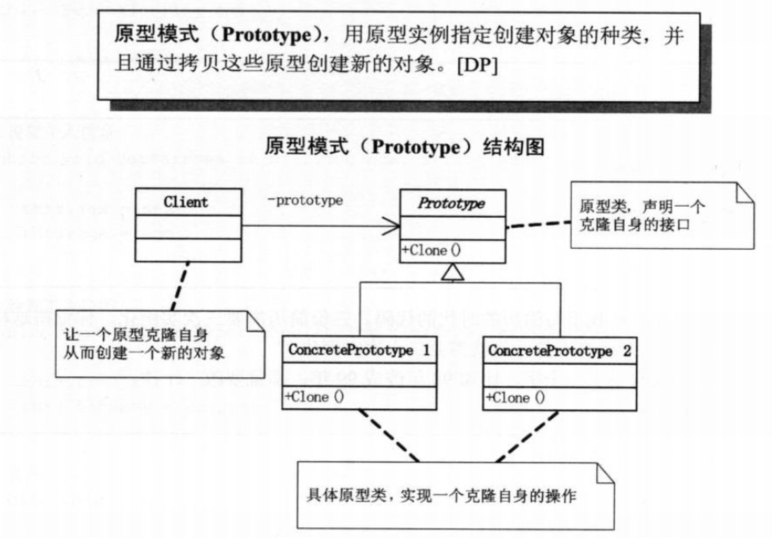 原型模式（Prototype），用原型实例指定创建对象的种类，并
且通过拷贝这些原型创建新的对象。[DP]
原型模式（Prototype）结构图
Client
-prototype
Prototype
+Clone()
原型类，声明一个
克隆自身的接口
让一个原型克隆自身
从而创建一个新的对象
ConcretePrototype 1
+Clone()
ConcretePrototype 2
+Clone()
具体原型类，实现一个克隆自身的操作